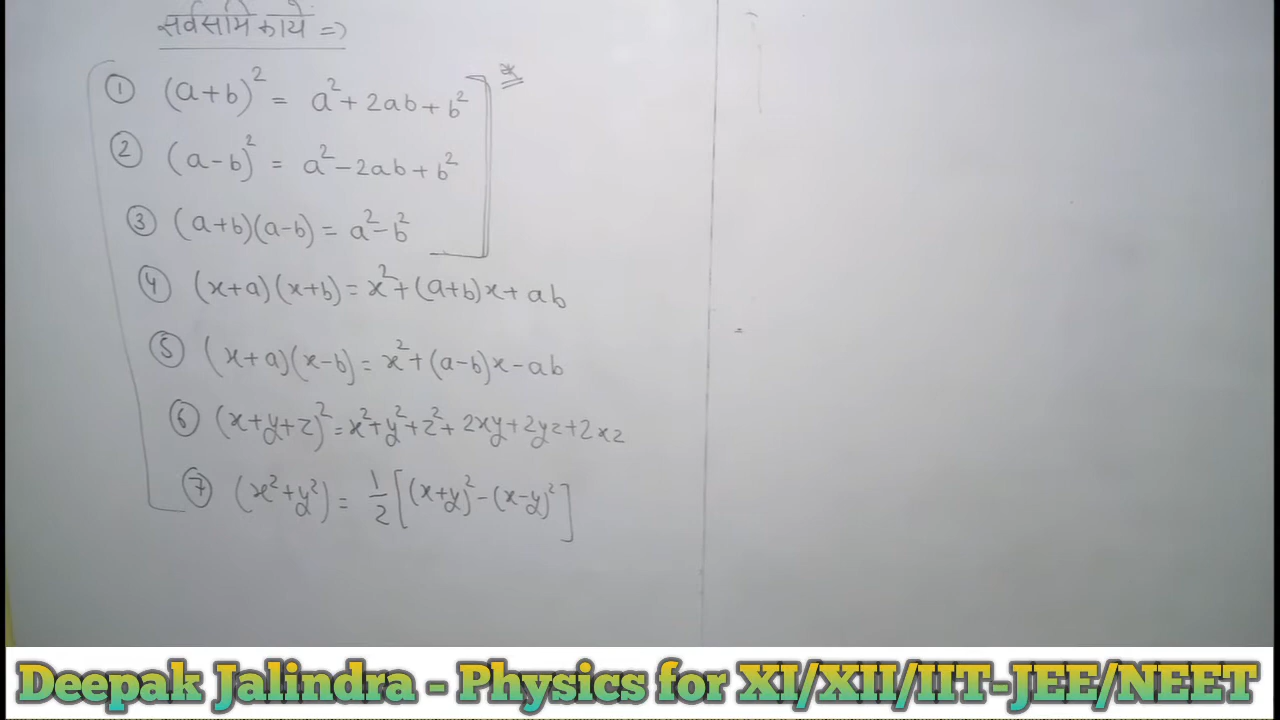 सर्वसमिकायें =>
① (a+b)² = a²+2ab+b²
② (a-b)² = a²-2ab+b²
③ (a+b)(a-b) = a²-b²
④ (x+a)(x+b) = x²+(a+b)x+ab
⑤ (x+a)(x-b) = x²+(a-b)x-ab
⑥ (x+y+z)² = x²+y²+z²+2xy+2yz+2xz
⑦ (x²+y²) = 1/2[(x+y)²-(x-y)²]
Deepak Jalindra - Physics for XI/XII/IIT-JEE/NEET